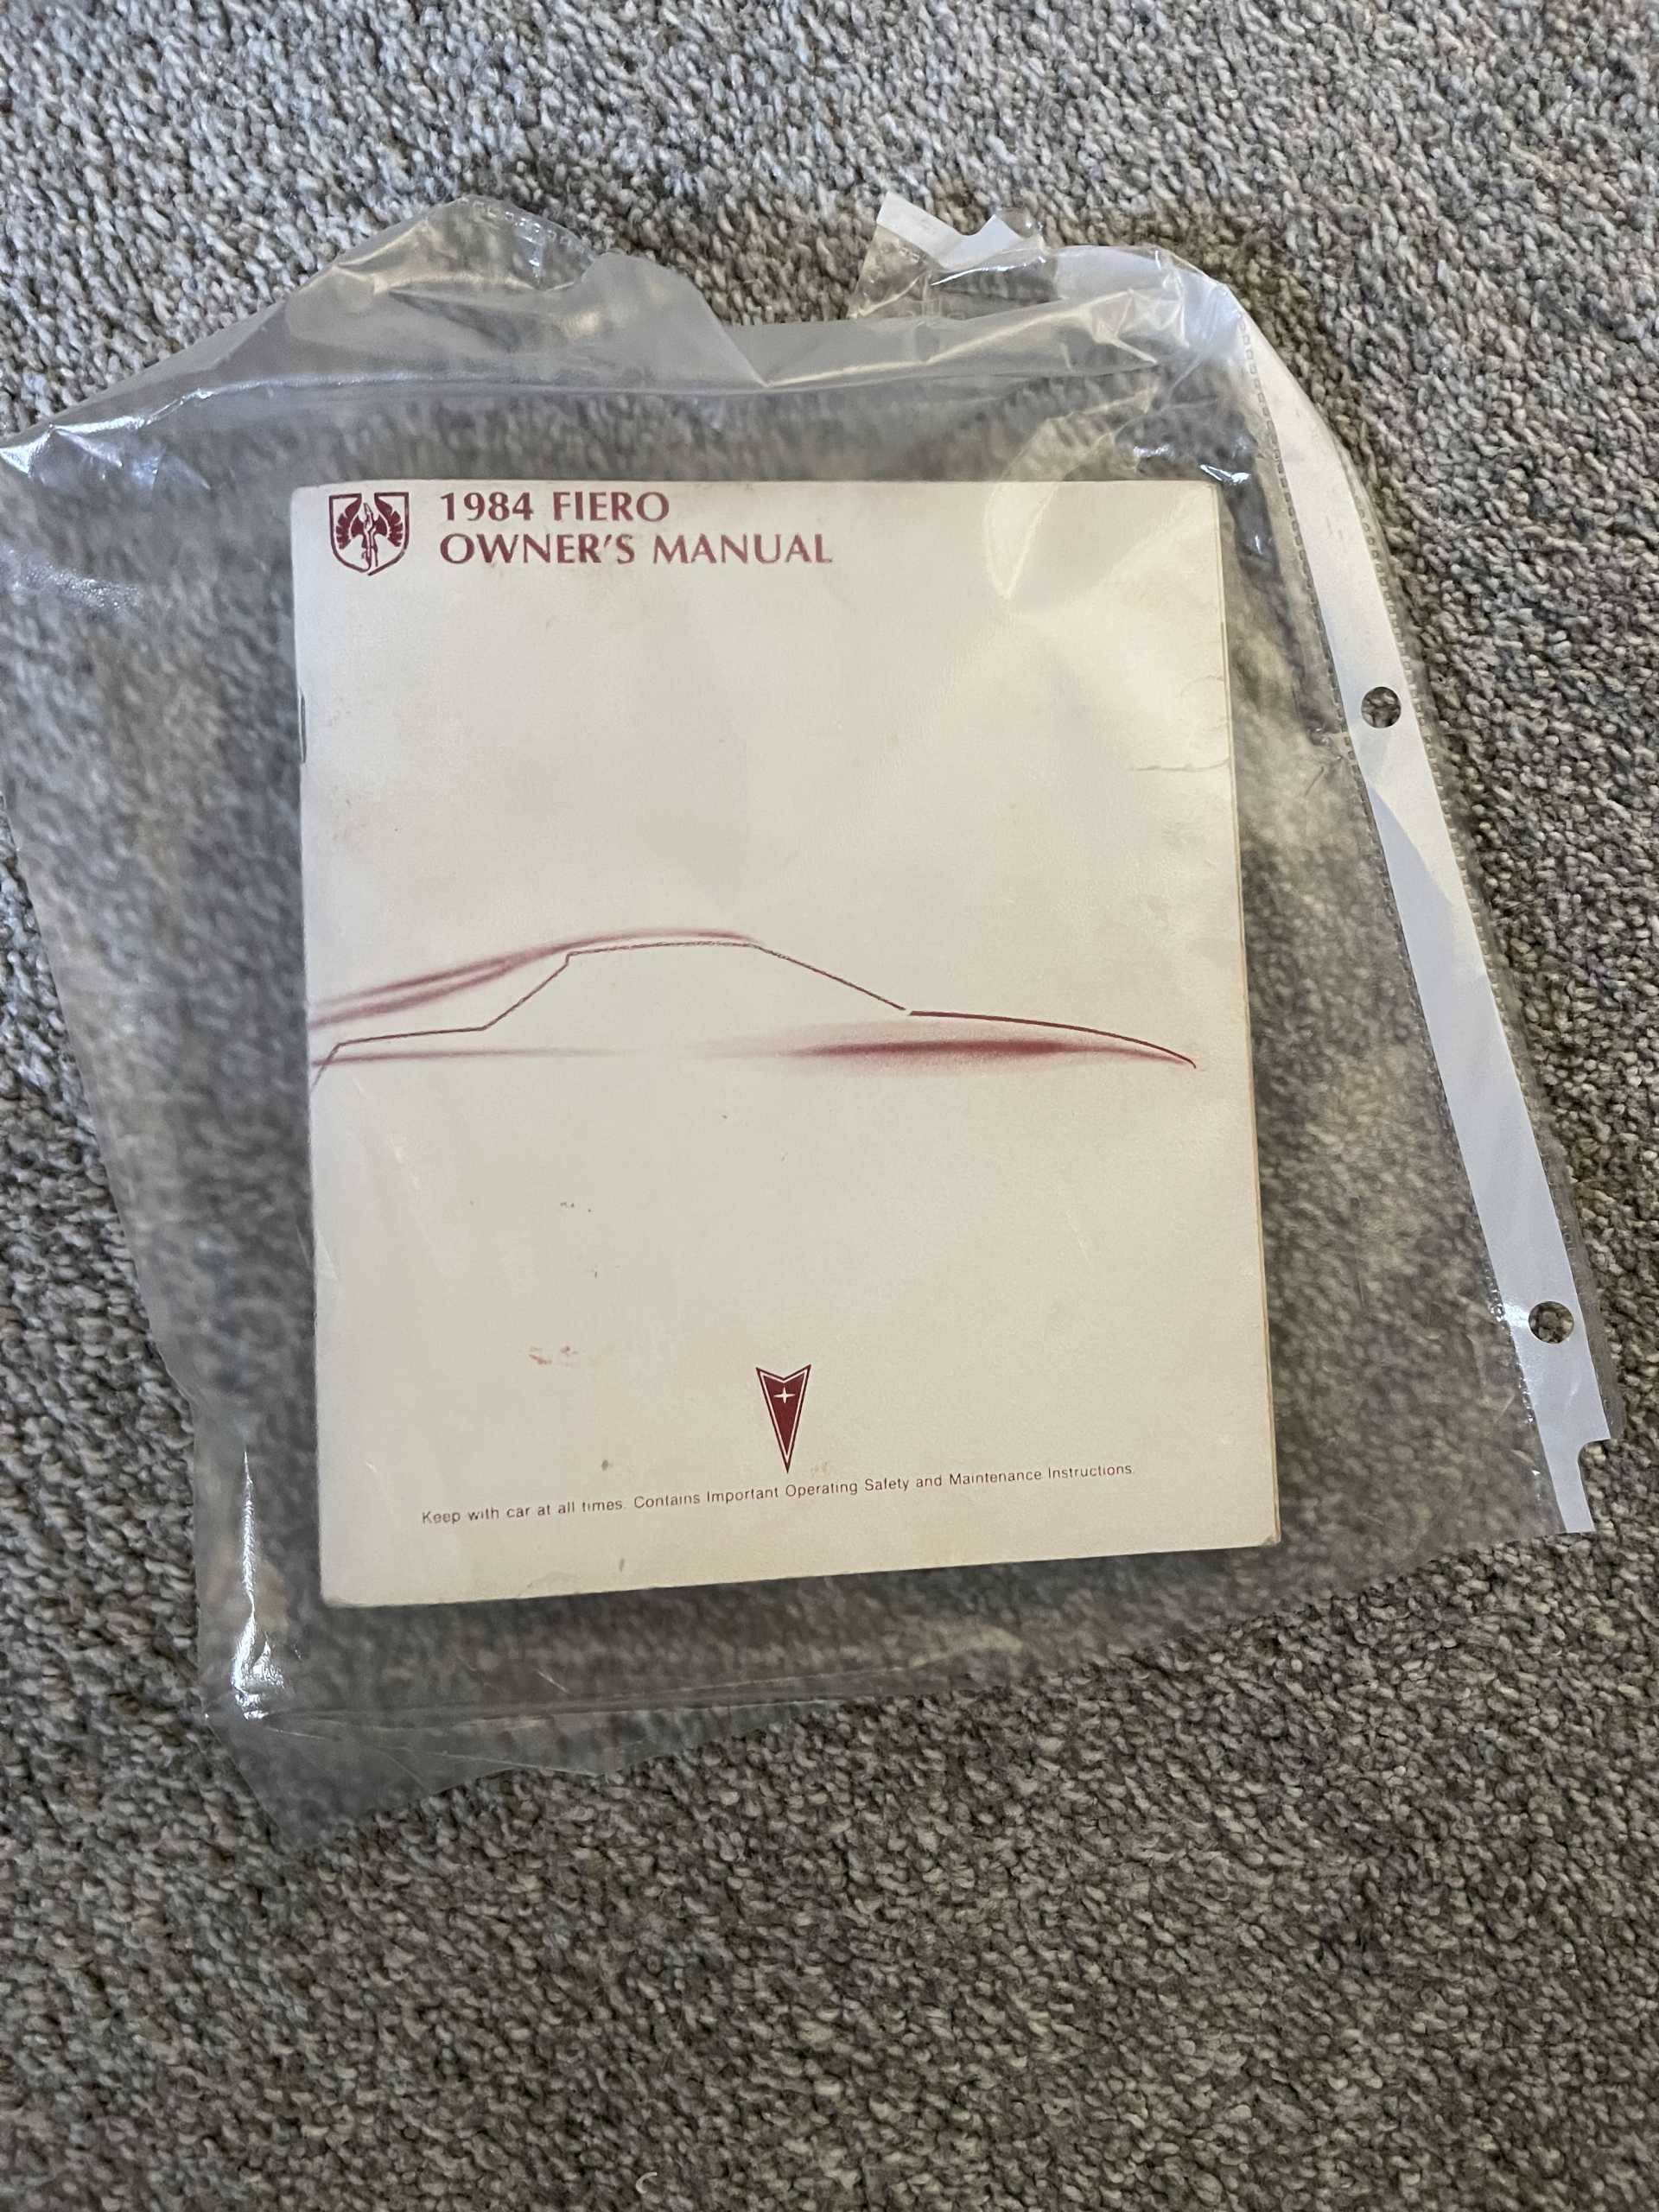 1984 FIERO
OWNER'S MANUAL
Keep with car at all times. Contains Important Operating Safety and Maintenance Instructions